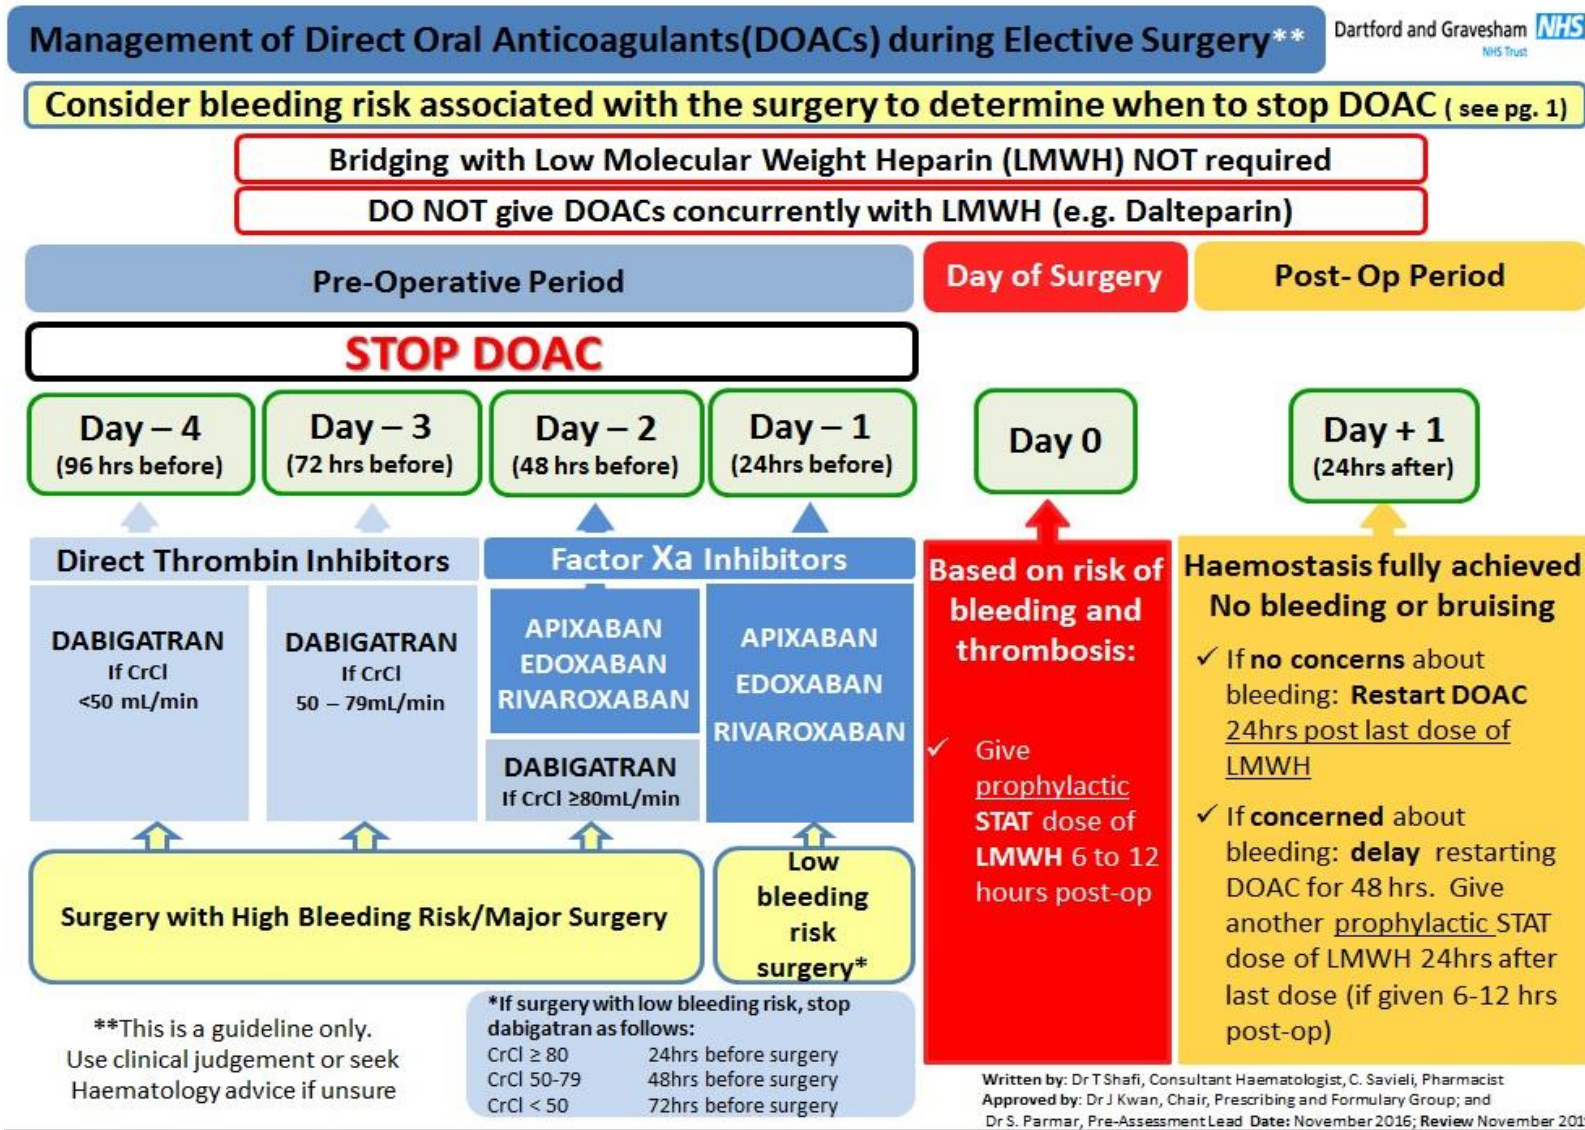 Management of Direct Oral Anticoagulants(DOACs) during Elective Surgery**
Dartford and Gravesham NHS
NHS Trust
Consider bleeding risk associated with the surgery to determine when to stop DOAC ( see pg. 1)
Bridging with Low Molecular Weight Heparin (LMWH) NOT required
DO NOT give DOACs concurrently with LMWH (e.g. Dalteparin)
Pre-Operative Period
Day of Surgery
Post- Op Period
STOP DOAC
Day – 4
(96 hrs before)
Day – 3
(72 hrs before)
Day – 2
(48 hrs before)
Day – 1
(24hrs before)
Day 0
Day + 1
(24hrs after)
Direct Thrombin Inhibitors
Factor Xa Inhibitors
DABIGATRAN
If CrCl
<50 mL/min
DABIGATRAN
If CrCl
50 – 79mL/min
APIXABAN
EDOXABAN
RIVAROXABAN
DABIGATRAN
If CrCl ≥80mL/min
APIXABAN
EDOXABAN
RIVAROXABAN
Surgery with High Bleeding Risk/Major Surgery
Low
bleeding
risk
surgery*
Based on risk of
bleeding and
thrombosis:
✓ Give
prophylactic
STAT dose of
LMWH 6 to 12
hours post-op
Haemostasis fully achieved
No bleeding or bruising
✓ If no concerns about
bleeding: Restart DOAC
24hrs post last dose of
LMWH
✓ If concerned about
bleeding: delay restarting
DOAC for 48 hrs. Give
another prophylactic STAT
dose of LMWH 24hrs after
last dose (if given 6-12 hrs
post-op)
**This is a guideline only.
Use clinical judgement or seek
Haematology advice if unsure
*If surgery with low bleeding risk, stop
dabigatran as follows:
CrCl ≥ 80 24hrs before surgery
CrCl 50-79 48hrs before surgery
CrCl < 50 72hrs before surgery
Written by: Dr T Shafi, Consultant Haematologist, C. Savieli, Pharmacist
Approved by: Dr J Kwan, Chair, Prescribing and Formulary Group; and
Dr S. Parmar, Pre-Assessment Lead Date: November 2016; Review November